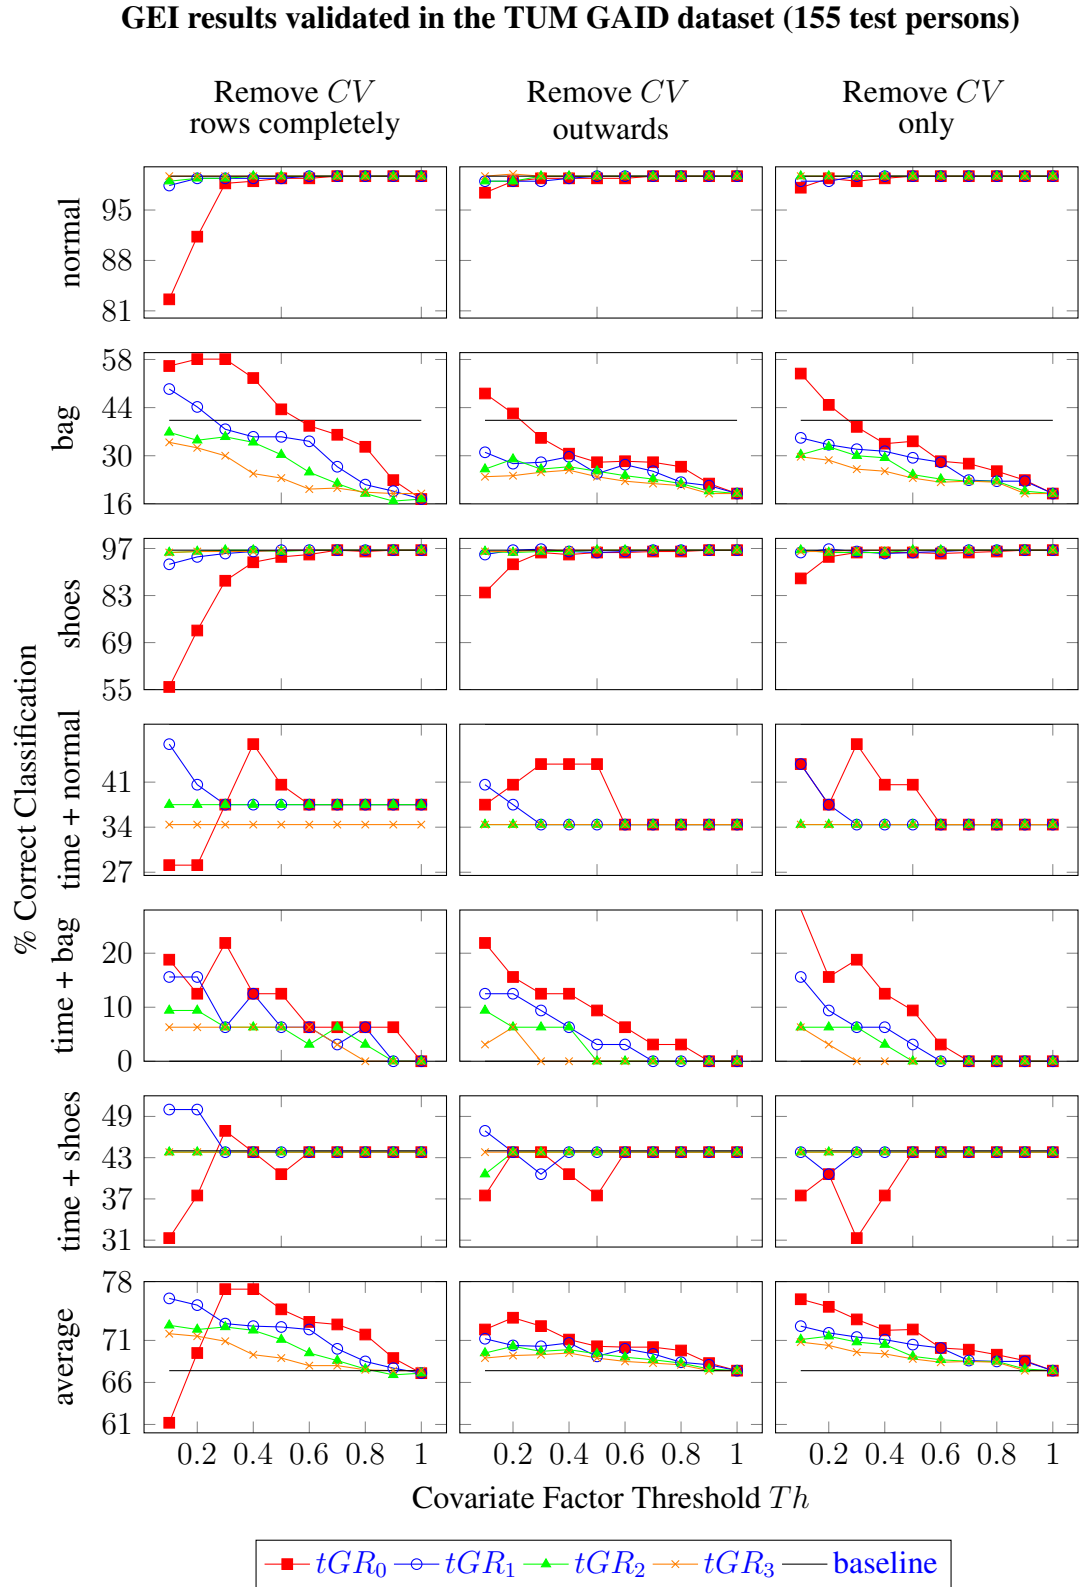 GEI results validated in the TUM GAID dataset (155 test persons)
Remove CV
rows completely
Remove CV
outwards
Remove CV
only
% Correct Classification
normal
95
88
81
bag
58
44
30
16
shoes
97
83
69
55
time + normal
41
34
27
time + bag
20
10
0
time + shoes
49
43
37
31
average
78
71
66
61
0.2 0.4 0.6 0.8 1
0.2 0.4 0.6 0.8 1
0.2 0.4 0.6 0.8 1
Covariate Factor Threshold Th
tGR0 tGR1 tGR2 tGR3 baseline